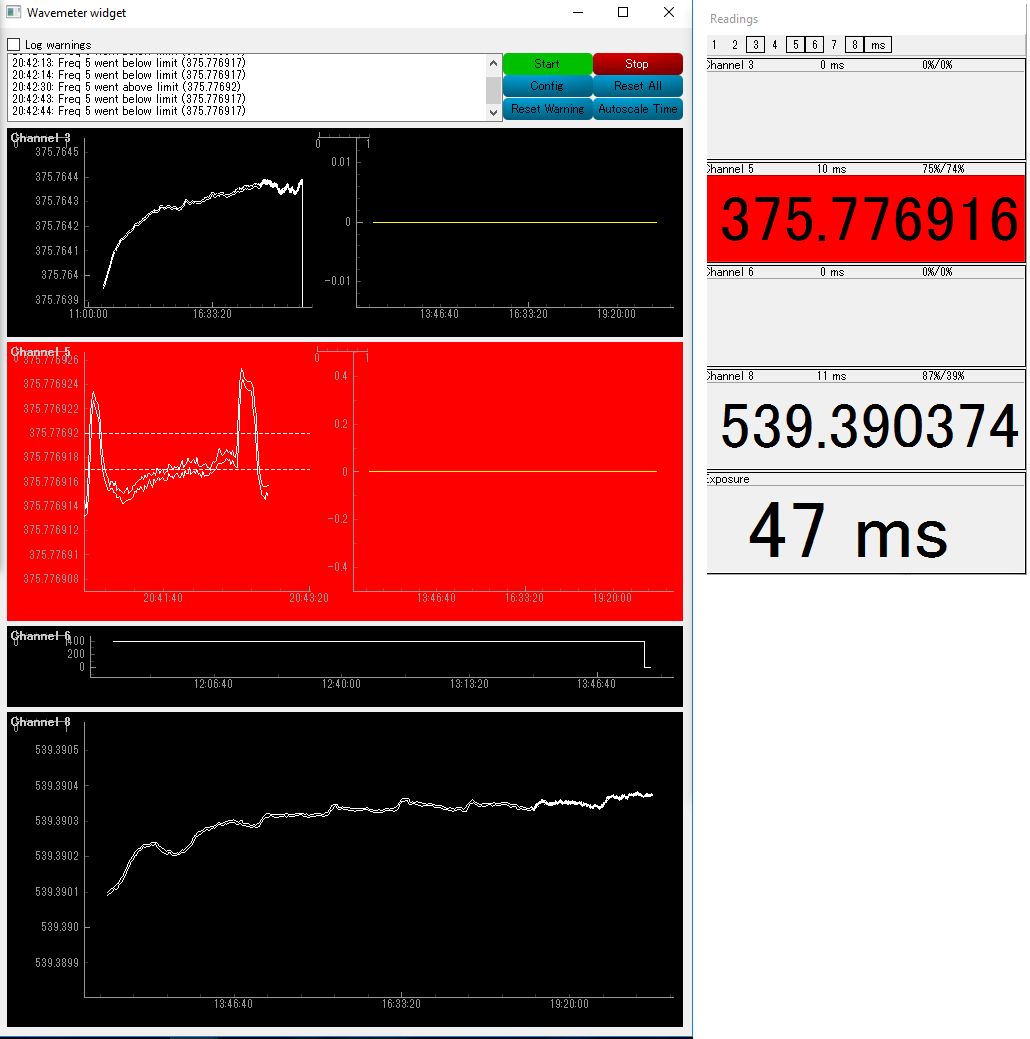 Wavemeter widget
Log warnings
20:42:13: Freq 5 went below limit (375.776917)
20:42:14: Freq 5 went below limit (375.776917)
20:42:30: Freq 5 went above limit (375.77692)
20:42:43: Freq 5 went below limit (375.776917)
20:42:44: Freq 5 went below limit (375.776917)
Start Stop
Config Reset All
Reset Warning Autoscale Time
Channel 3
0 1
375.7645
375.7644
375.7643
375.7642
375.7641
375.764
375.7639
11:00:00 16:33:20
0 1
0.01
0
-0.01
13:46:40 16:33:20 19:20:00
Channel 5
0 1
375.776926
375.776924
375.776922
375.77692
375.776918
375.776916
375.776914
375.776912
375.77691
375.776908
20:41:40 20:43:20
0 1
0.4
0.2
0
-0.2
-0.4
13:46:40 16:33:20 19:20:00
Channel 6
0 1
400
200
0
12:06:40 12:40:00 13:13:20 13:46:40
Channel 8
0 1
539.3905
539.3904
539.3903
539.3902
539.3901
539.390
539.3899
13:46:40 16:33:20 19:20:00
Readings
1 2 3 4 5 6 7 8 ms
Channel 3 0 ms 0%/0%
Channel 5 10 ms 75%/74%
375.776916
Channel 6 0 ms 0%/0%
Channel 8 11 ms 87%/39%
539.390374
Exposure
47 ms